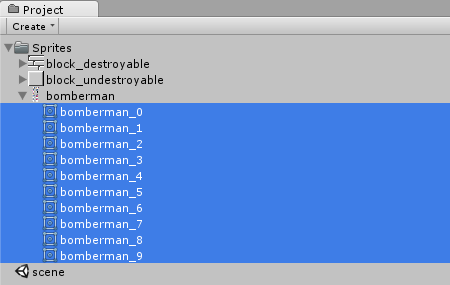 Project
Create
Sprites
block_destroyable
block_undestroyable
bomberman
bomberman_0
bomberman_1
bomberman_2
bomberman_3
bomberman_4
bomberman_5
bomberman_6
bomberman_7
bomberman_8
bomberman_9
scene